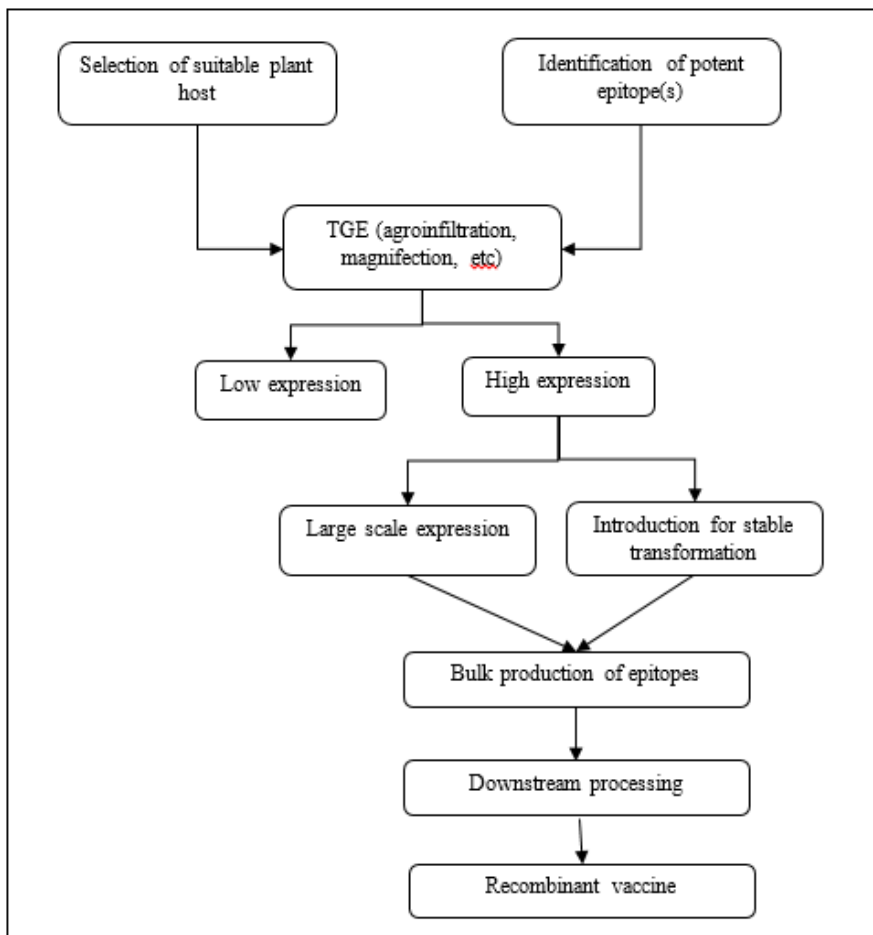 Selection of suitable plant
host
Identification of potent
epitope(s)
TGE (agroinfiltration,
magnifection, etc)
Low expression
High expression
Large scale expression
Introduction for stable
transformation
Bulk production of epitopes
Downstream processing
Recombinant vaccine